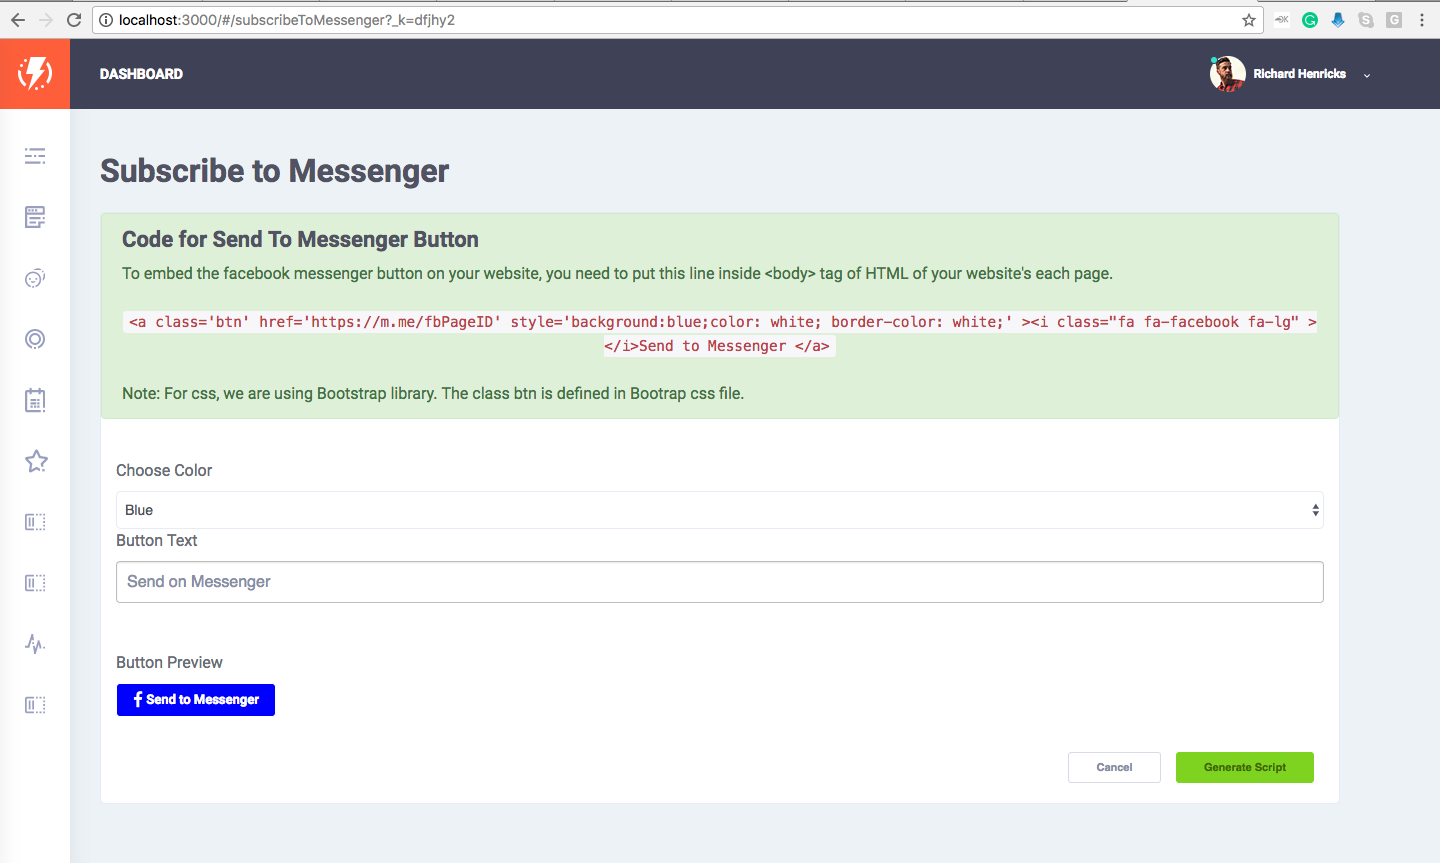 localhost:3000/#/subscribeToMessenger?_k=dfjhy2
DASHBOARD
Richard Henricks
Subscribe to Messenger
Code for Send To Messenger Button
To embed the facebook messenger button on your website, you need to put this line inside <body> tag of HTML of your website's each page.
<a class='btn' href='https://m.me/fbPageID' style='background:blue;color: white; border-color: white;' ><i class="fa fa-facebook fa-lg" >
</i>Send to Messenger </a>
Note: For css, we are using Bootstrap library. The class btn is defined in Bootrap css file.
Choose Color
Blue
Button Text
Send on Messenger
Button Preview
f Send to Messenger
Cancel
Generate Script